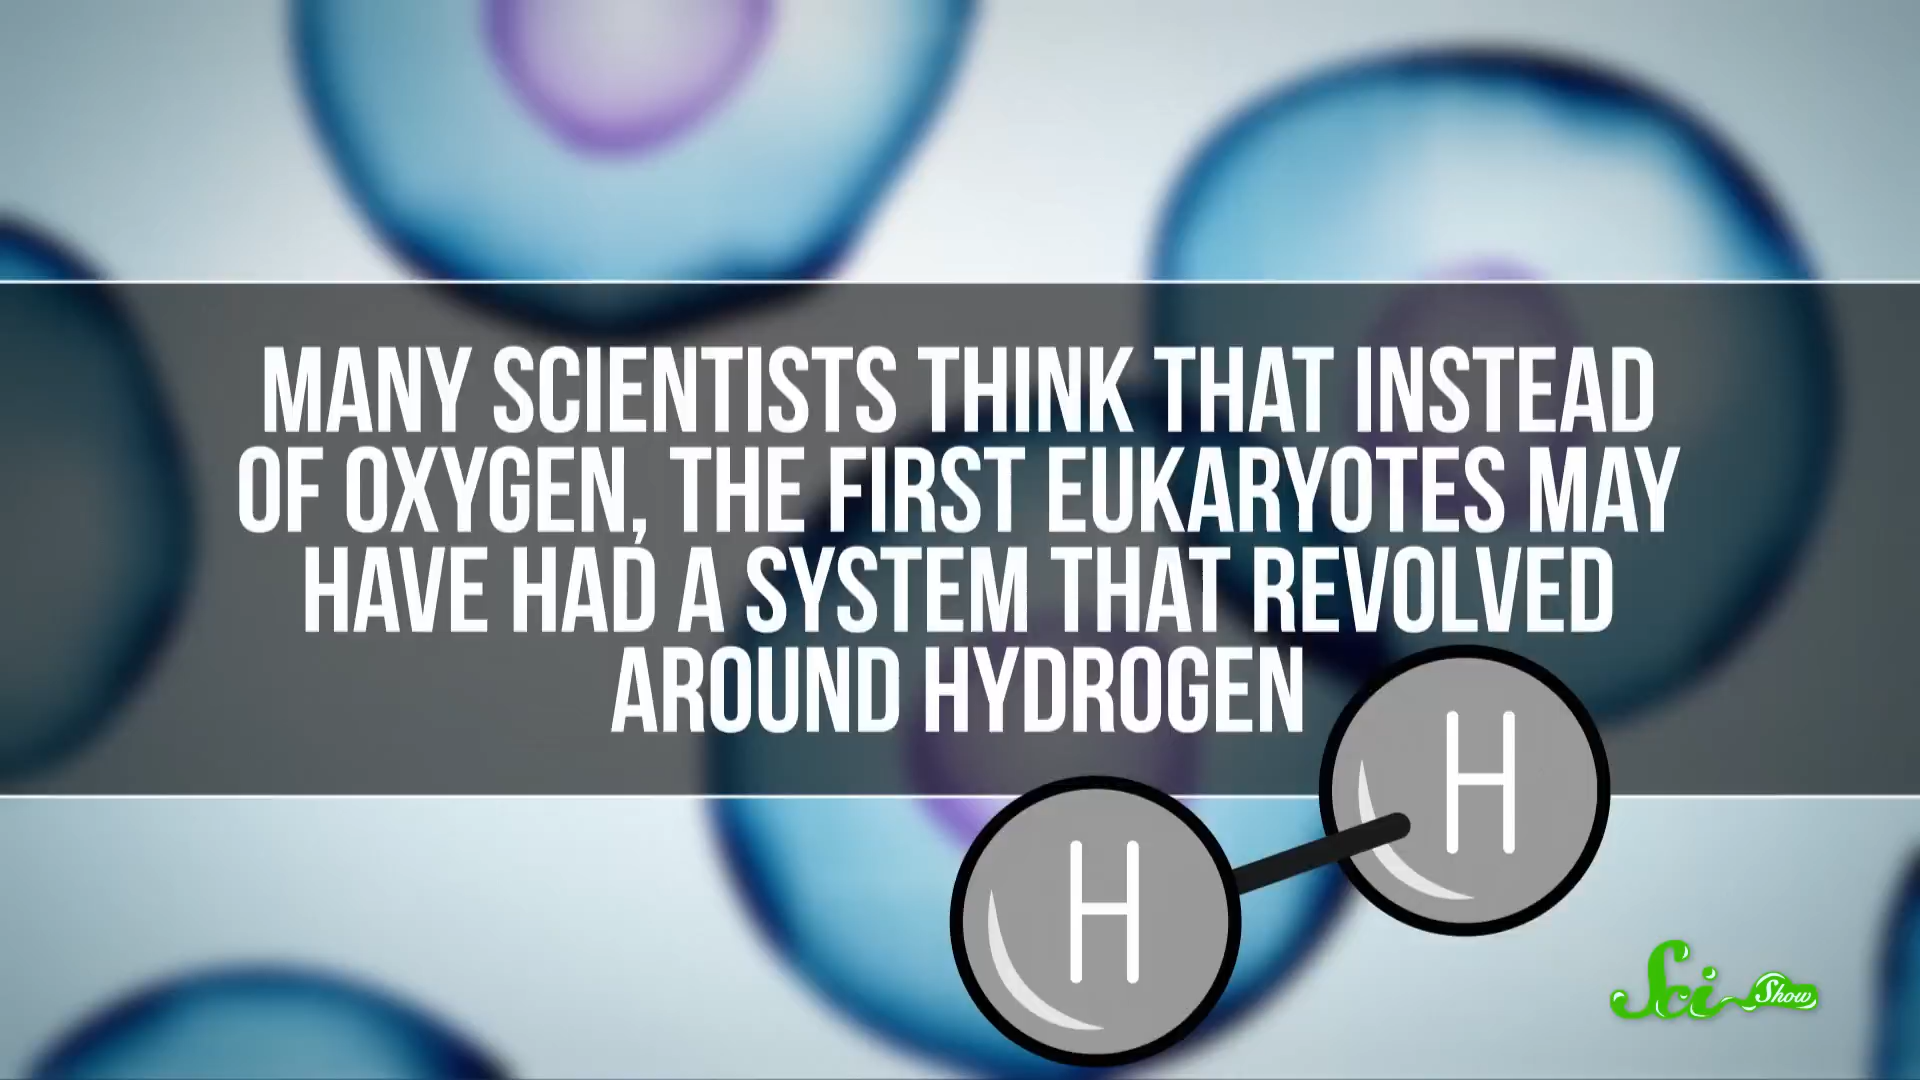 MANY SCIENTISTS THINK THAT INSTEAD
OF OXYGEN, THE FIRST EUKARYOTES MAY
HAVE HAD A SYSTEM THAT REVOLVED
AROUND HYDROGEN
H
H
Sci Show